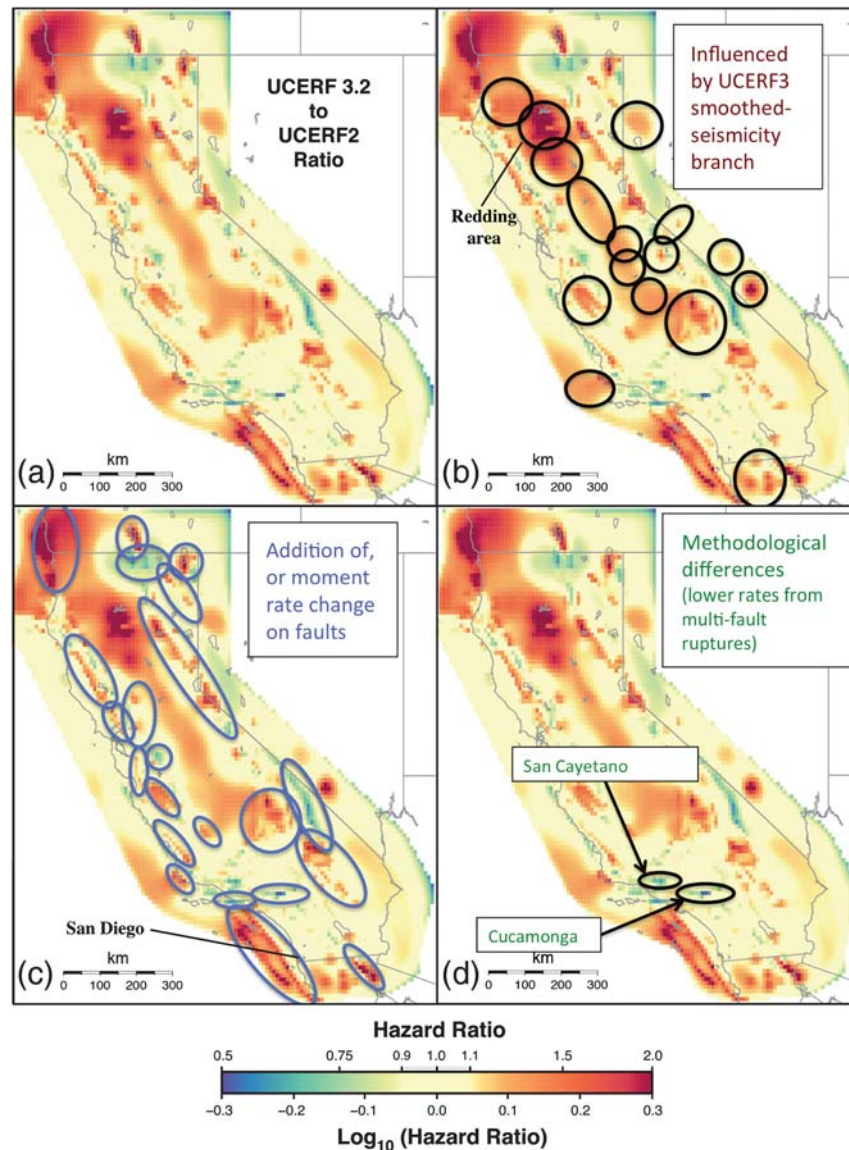 UCERF 3.2
to
UCERF2
Ratio
(a)
km
0 100 200 300
Influenced
by UCERF3
smoothed-
seismicity
branch
Redding
area
(b)
km
0 100 200 300
Addition of,
or moment
rate change
on faults
San Diego
(c)
km
0 100 200 300
Methodological
differences
(lower rates from
multi-fault
ruptures)
San Cayetano
Cucamonga
(d)
km
0 100 200 300
Hazard Ratio
0.5 0.75 0.9 1.0 1.1 1.5 2.0
−0.3 −0.2 −0.1 0.0 0.1 0.2 0.3
Log10 (Hazard Ratio)